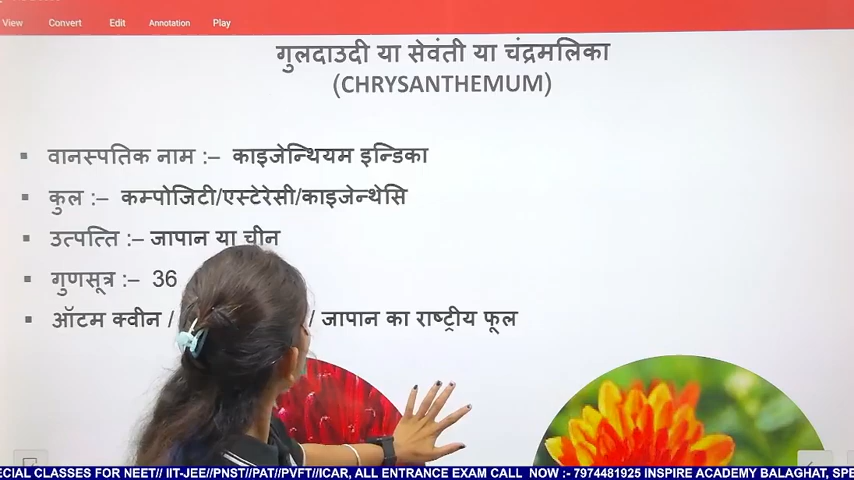 View Convert Edit Annotation Play
गुलदाउदी या सेवंती या चंद्रमलिका
(CHRYSANTHEMUM)
▪ वानस्पतिक नाम :– काइजेन्थियम इन्डिका
▪ कुल :– कम्पोजिटी/एस्टेरेसी/काइजेन्थेसि
▪ उत्पत्ति :– जापान या चीन
▪ गुणसूत्र :– 36
▪ ऑटम क्वीन / / जापान का राष्ट्रीय फूल
ECIAL CLASSES FOR NEET// IIT-JEE//PNST//PAT//PVFT//ICAR, ALL ENTRANCE EXAM CALL NOW :- 7974481925 INSPIRE ACADEMY BALAGHAT, SPE